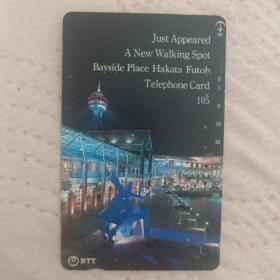 Just Appeared
A New Walking Spot
Bayside Place Hakata Futoh
Telephone Card
105
NTT